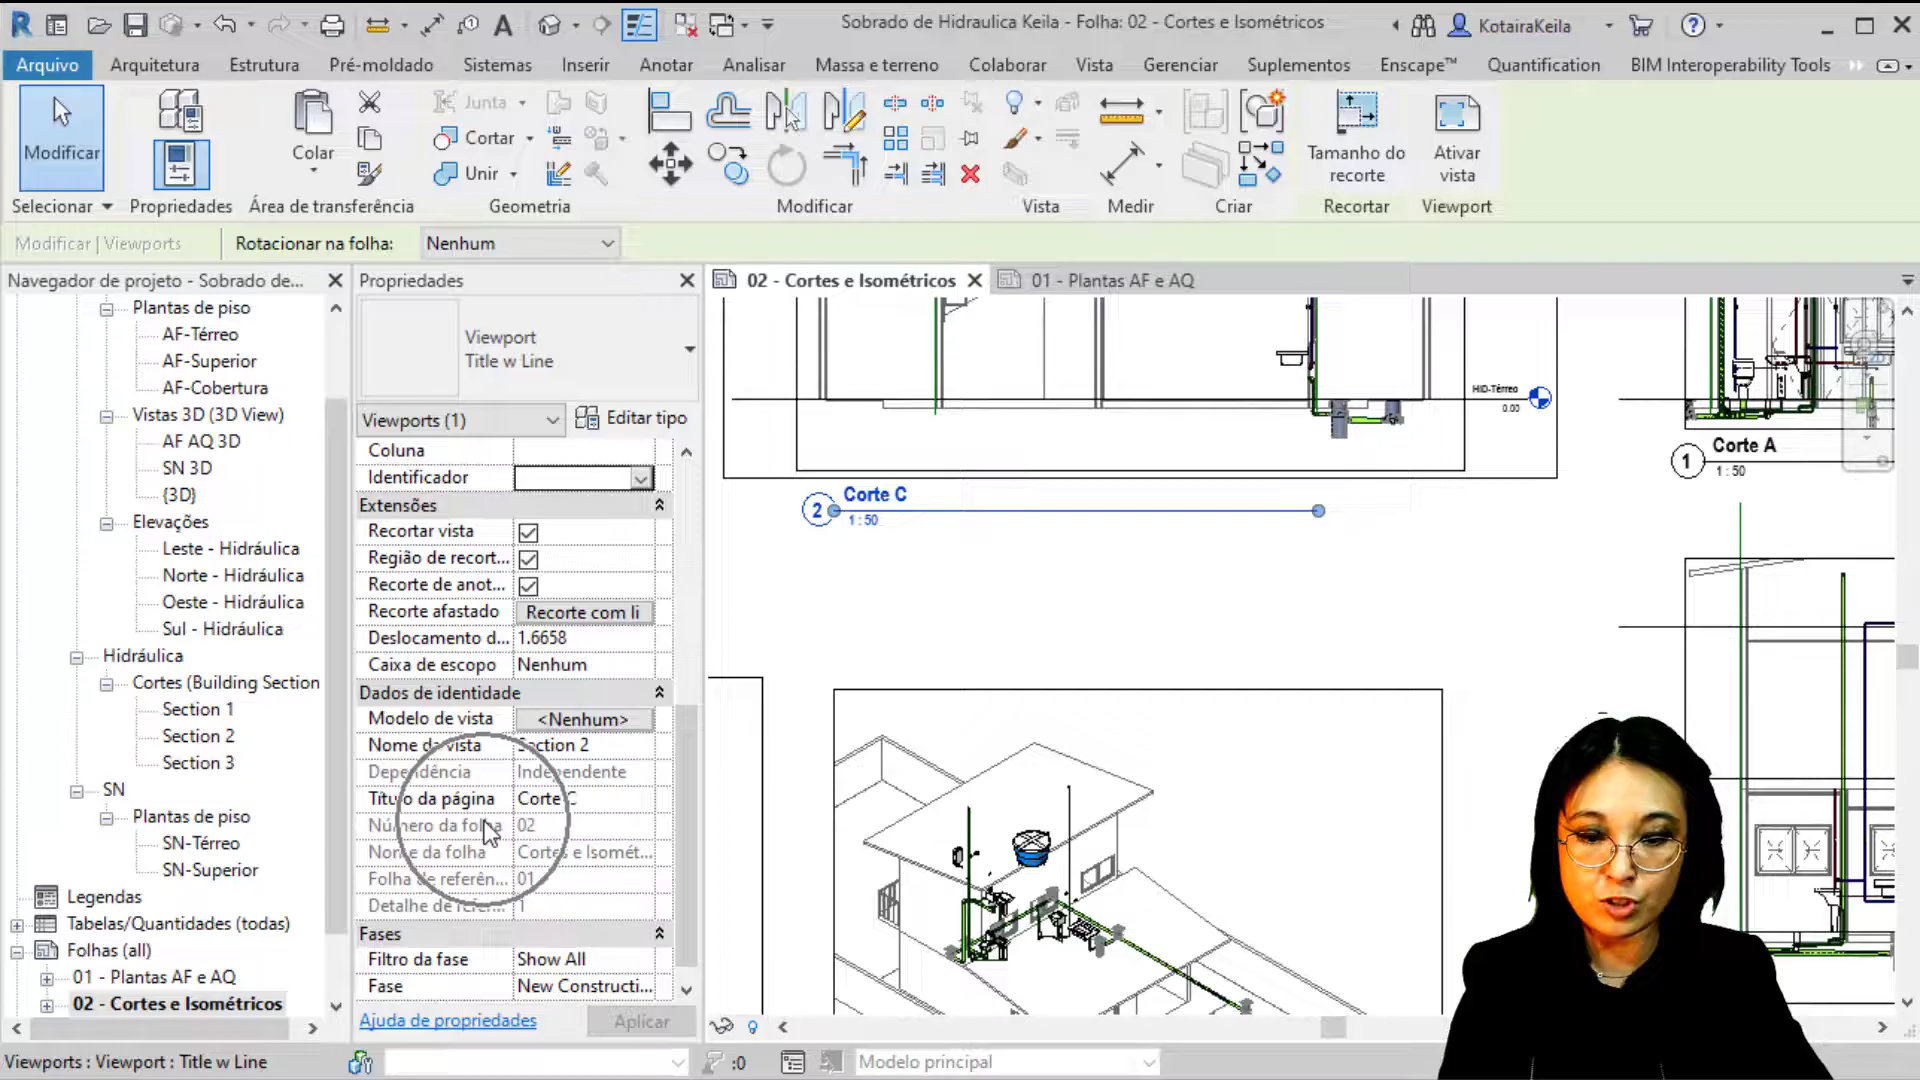 Sobrado de Hidraulica Keila - Folha: 02 - Cortes e Isométricos
KotairaKeila
Arquivo Arquitetura Estrutura Pré-moldado Sistemas Inserir Anotar Analisar Massa e terreno Colaborar Vista Gerenciar Suplementos Enscape™ Quantification BIM Interoperability Tools
Modificar
Colar
Junta
Cortar
Unir
Tamanho do recorte
Ativar vista
Selecionar Propriedades Área de transferência Geometria Modificar Vista Medir Criar Recortar Viewport
Modificar | Viewports Rotacionar na folha: Nenhum
Navegador de projeto - Sobrado de...
Plantas de piso
AF-Térreo
AF-Superior
AF-Cobertura
Vistas 3D (3D View)
AF AQ 3D
SN 3D
{3D}
Elevações
Leste - Hidráulica
Norte - Hidráulica
Oeste - Hidráulica
Sul - Hidráulica
Hidráulica
Cortes (Building Section
Section 1
Section 2
Section 3
SN
Plantas de piso
SN-Térreo
SN-Superior
Legendas
Tabelas/Quantidades (todas)
Folhas (all)
01 - Plantas AF e AQ
02 - Cortes e Isométricos
Propriedades
Viewport
Title w Line
Viewports (1) Editar tipo
Coluna
Identificador
Extensões
Recortar vista
Região de recort...
Recorte de anot...
Recorte afastado Recorte com li
Deslocamento d... 1.6658
Caixa de escopo Nenhum
Dados de identidade
Modelo de vista <Nenhum>
Nome da vista Section 2
Dependência Independente
Título da página Corte C
Número da folha 02
Nome da folha Cortes e Isomét...
Folha de referên... 01
Detalhe de referên... 1
Fases
Filtro da fase Show All
Fase New Constructi...
Ajuda de propriedades Aplicar
02 - Cortes e Isométricos
01 - Plantas AF e AQ
HID-Térreo
0.00
2 Corte C
1 : 50
1 Corte A
1 : 50
Viewports : Viewport : Title w Line
:0
Modelo principal